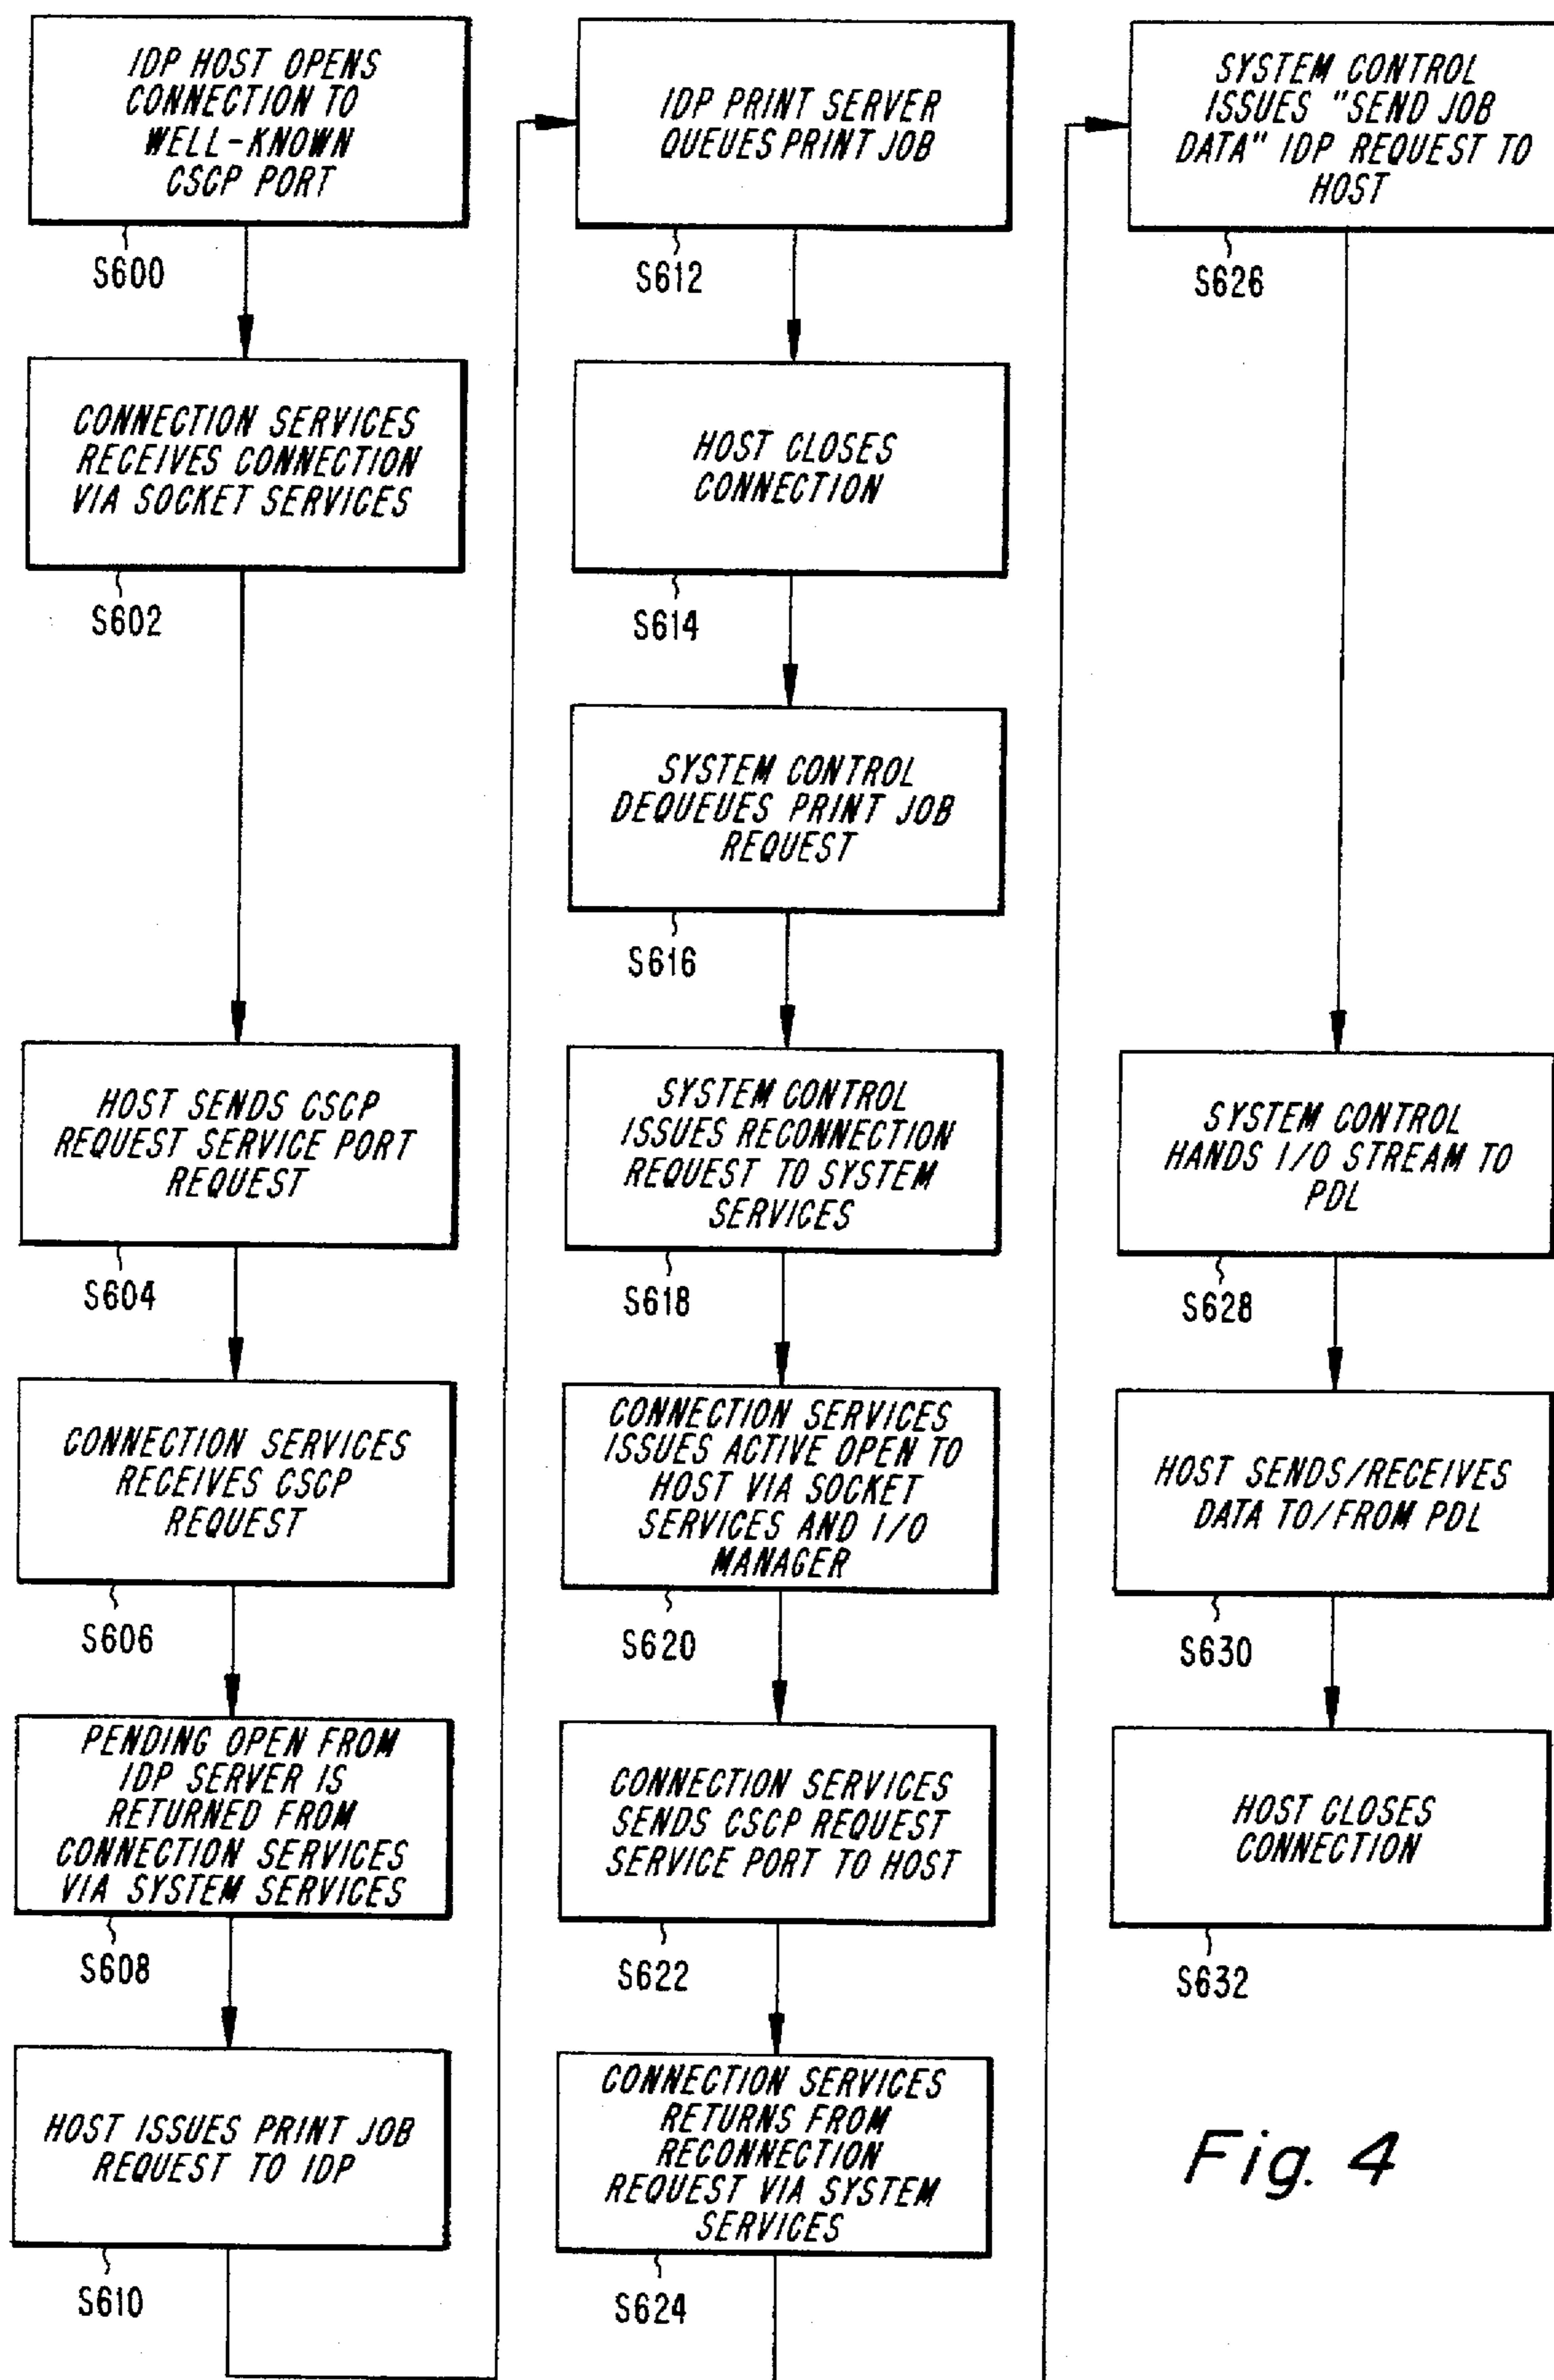 IDP HOST OPENS
CONNECTION TO
WELL-KNOWN
CSCP PORT
S600
CONNECTION SERVICES
RECEIVES CONNECTION
VIA SOCKET SERVICES
S602
HOST SENDS CSCP
REQUEST SERVICE PORT
REQUEST
S604
CONNECTION SERVICES
RECEIVES CSCP
REQUEST
S606
PENDING OPEN FROM
IDP SERVER IS
RETURNED FROM
CONNECTION SERVICES
VIA SYSTEM SERVICES
S608
HOST ISSUES PRINT JOB
REQUEST TO IDP
S610
IDP PRINT SERVER
QUEUES PRINT JOB
S612
HOST CLOSES
CONNECTION
S614
SYSTEM CONTROL
DEQUEUES PRINT JOB
REQUEST
S616
SYSTEM CONTROL
ISSUES RECONNECTION
REQUEST TO SYSTEM
SERVICES
S618
CONNECTION SERVICES
ISSUES ACTIVE OPEN TO
HOST VIA SOCKET
SERVICES AND I/O
MANAGER
S620
CONNECTION SERVICES
SENDS CSCP REQUEST
SERVICE PORT TO HOST
S622
CONNECTION SERVICES
RETURNS FROM
RECONNECTION
REQUEST VIA SYSTEM
SERVICES
S624
SYSTEM CONTROL
ISSUES "SEND JOB
DATA" IDP REQUEST TO
HOST
S626
SYSTEM CONTROL
HANDS I/O STREAM TO
PDL
S628
HOST SENDS/RECEIVES
DATA TO/FROM PDL
S630
HOST CLOSES
CONNECTION
S632
Fig. 4